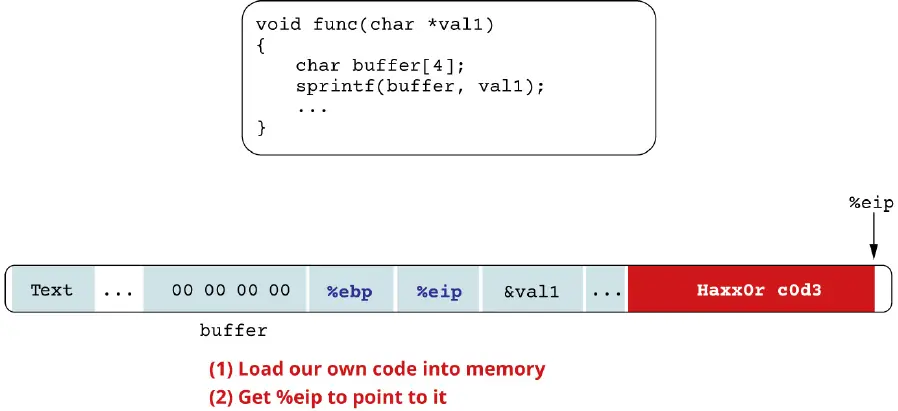 void func(char *val1)
{
char buffer[4];
sprintf(buffer, val1);
...
}
%eip
Text ... 00 00 00 00 %ebp %eip &val1 ... Haxx0r c0d3
buffer
(1) Load our own code into memory
(2) Get %eip to point to it